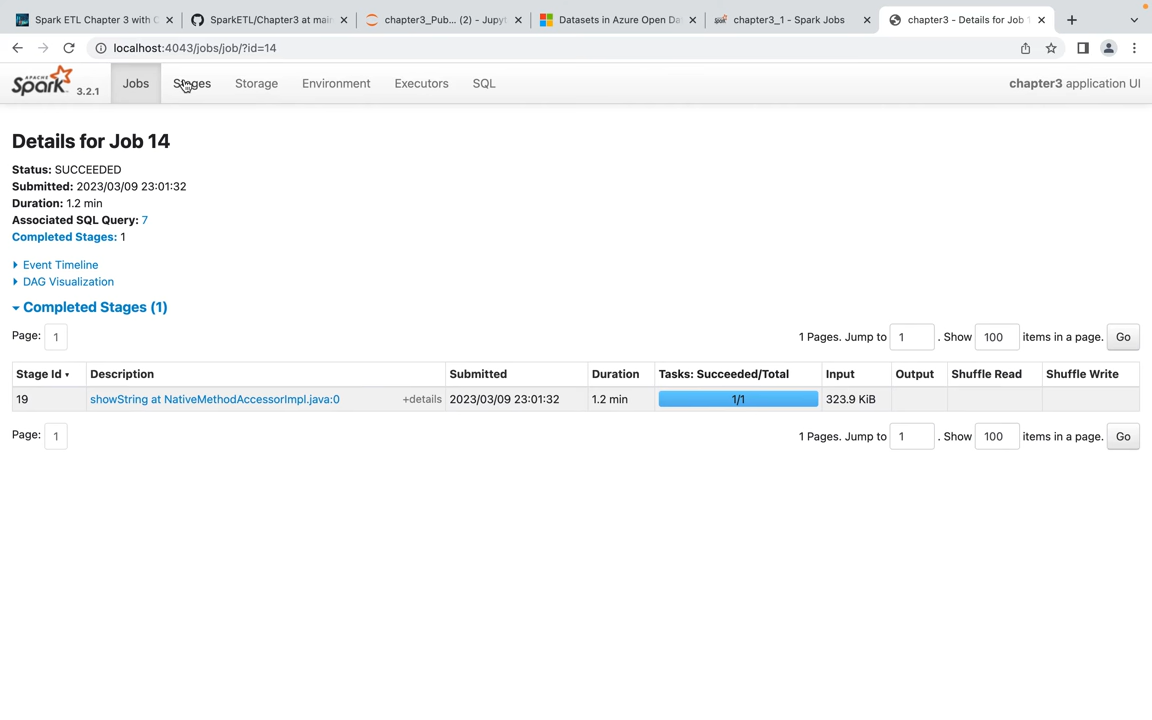 Spark ETL Chapter 3 with C
SparkETL/Chapter3 at main
chapter3_Pub... (2) - Jupyt
Datasets in Azure Open Da
chapter3_1 - Spark Jobs
chapter3 - Details for Job 1
localhost:4043/jobs/job/?id=14
APACHE
Spark 3.2.1
Jobs
Stages
Storage
Environment
Executors
SQL
chapter3 application UI
Details for Job 14
Status: SUCCEEDED
Submitted: 2023/03/09 23:01:32
Duration: 1.2 min
Associated SQL Query: 7
Completed Stages: 1
Event Timeline
DAG Visualization
Completed Stages (1)
Page: 1
1 Pages. Jump to 1 . Show 100 items in a page. Go
Stage Id Description Submitted Duration Tasks: Succeeded/Total Input Output Shuffle Read Shuffle Write
19 showString at NativeMethodAccessorImpl.java:0 +details 2023/03/09 23:01:32 1.2 min 1/1 323.9 KiB
Page: 1
1 Pages. Jump to 1 . Show 100 items in a page. Go